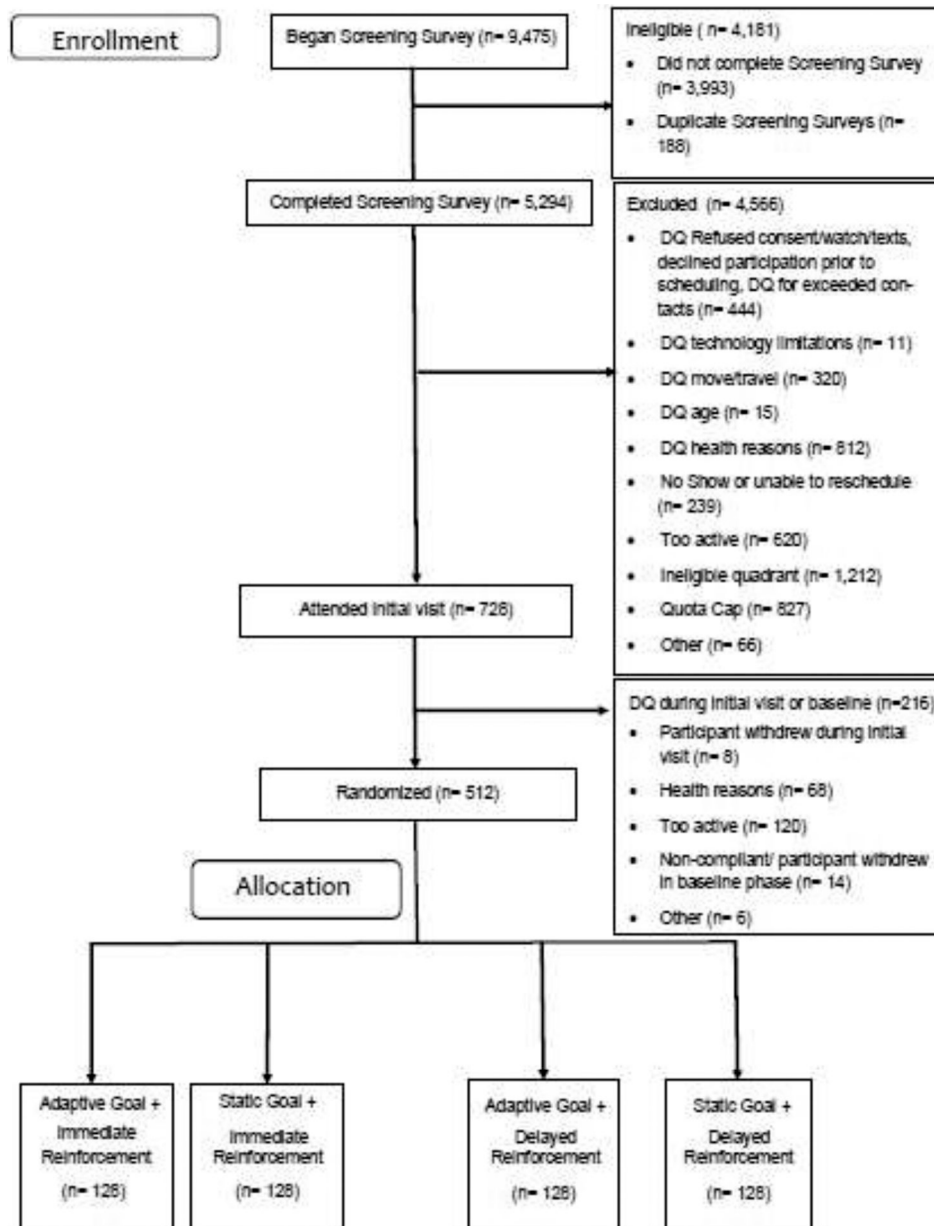 Enrollment
Began Screening Survey (n= 9,475)
Ineligible ( n= 4,181)
• Did not complete Screening Survey
(n= 3,993)
• Duplicate Screening Surveys (n=
188)
Completed Screening Survey (n= 5,294)
Excluded (n= 4,566)
• DQ Refused consent/watch/texts,
declined participation prior to
scheduling, DQ for exceeded con-
tacts (n= 444)
• DQ technology limitations (n= 11)
• DQ move/travel (n= 320)
• DQ age (n= 15)
• DQ health reasons (n= 812)
• No Show or unable to reschedule
(n= 239)
• Too active (n= 620)
• Ineligible quadrant (n= 1,212)
• Quota Cap (n= 827)
• Other (n= 66)
Attended initial visit (n= 728)
DQ during initial visit or baseline (n=216)
• Participant withdrew during initial
visit (n= 8)
• Health reasons (n= 68)
• Too active (n= 120)
• Non-compliant/ participant withdrew
in baseline phase (n= 14)
• Other (n= 6)
Randomized (n= 512)
Allocation
Adaptive Goal +
Immediate
Reinforcement
(n= 128)
Static Goal +
Immediate
Reinforcement
(n= 128)
Adaptive Goal +
Delayed
Reinforcement
(n= 128)
Static Goal +
Delayed
Reinforcement
(n= 128)